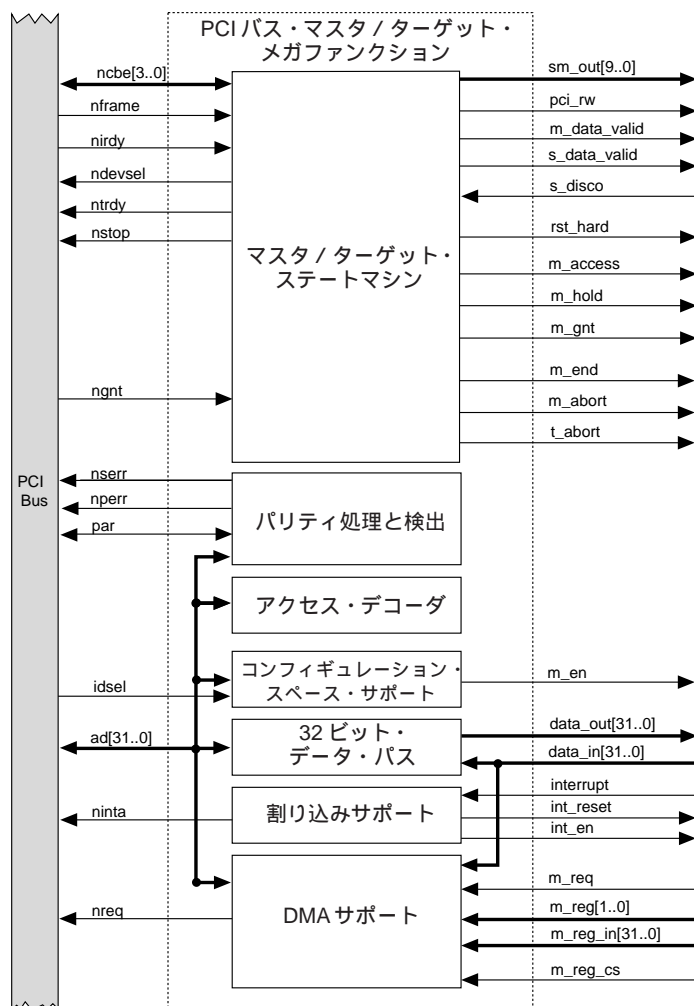 PCI バス・マスタ / ターゲット・
メガファンクション
ncbe[3..0]
nframe
nirdy
ndevsel
ntrdy
nstop
ngnt
マスタ / ターゲット・
ステートマシン
sm_out[9..0]
pci_rw
m_data_valid
s_data_valid
s_disco
rst_hard
m_access
m_hold
m_gnt
m_end
m_abort
t_abort
PCI
Bus
nserr
nperr
par
パリティ処理と検出
アクセス・デコーダ
idsel
コンフィギュレーション・
スペース・サポート
m_en
ad[31..0]
32 ビット・
データ・パス
data_out[31..0]
data_in[31..0]
ninta
割り込みサポート
interrupt
int_reset
int_en
nreq
DMA サポート
m_req
m_reg[1..0]
m_reg_in[31..0]
m_reg_cs